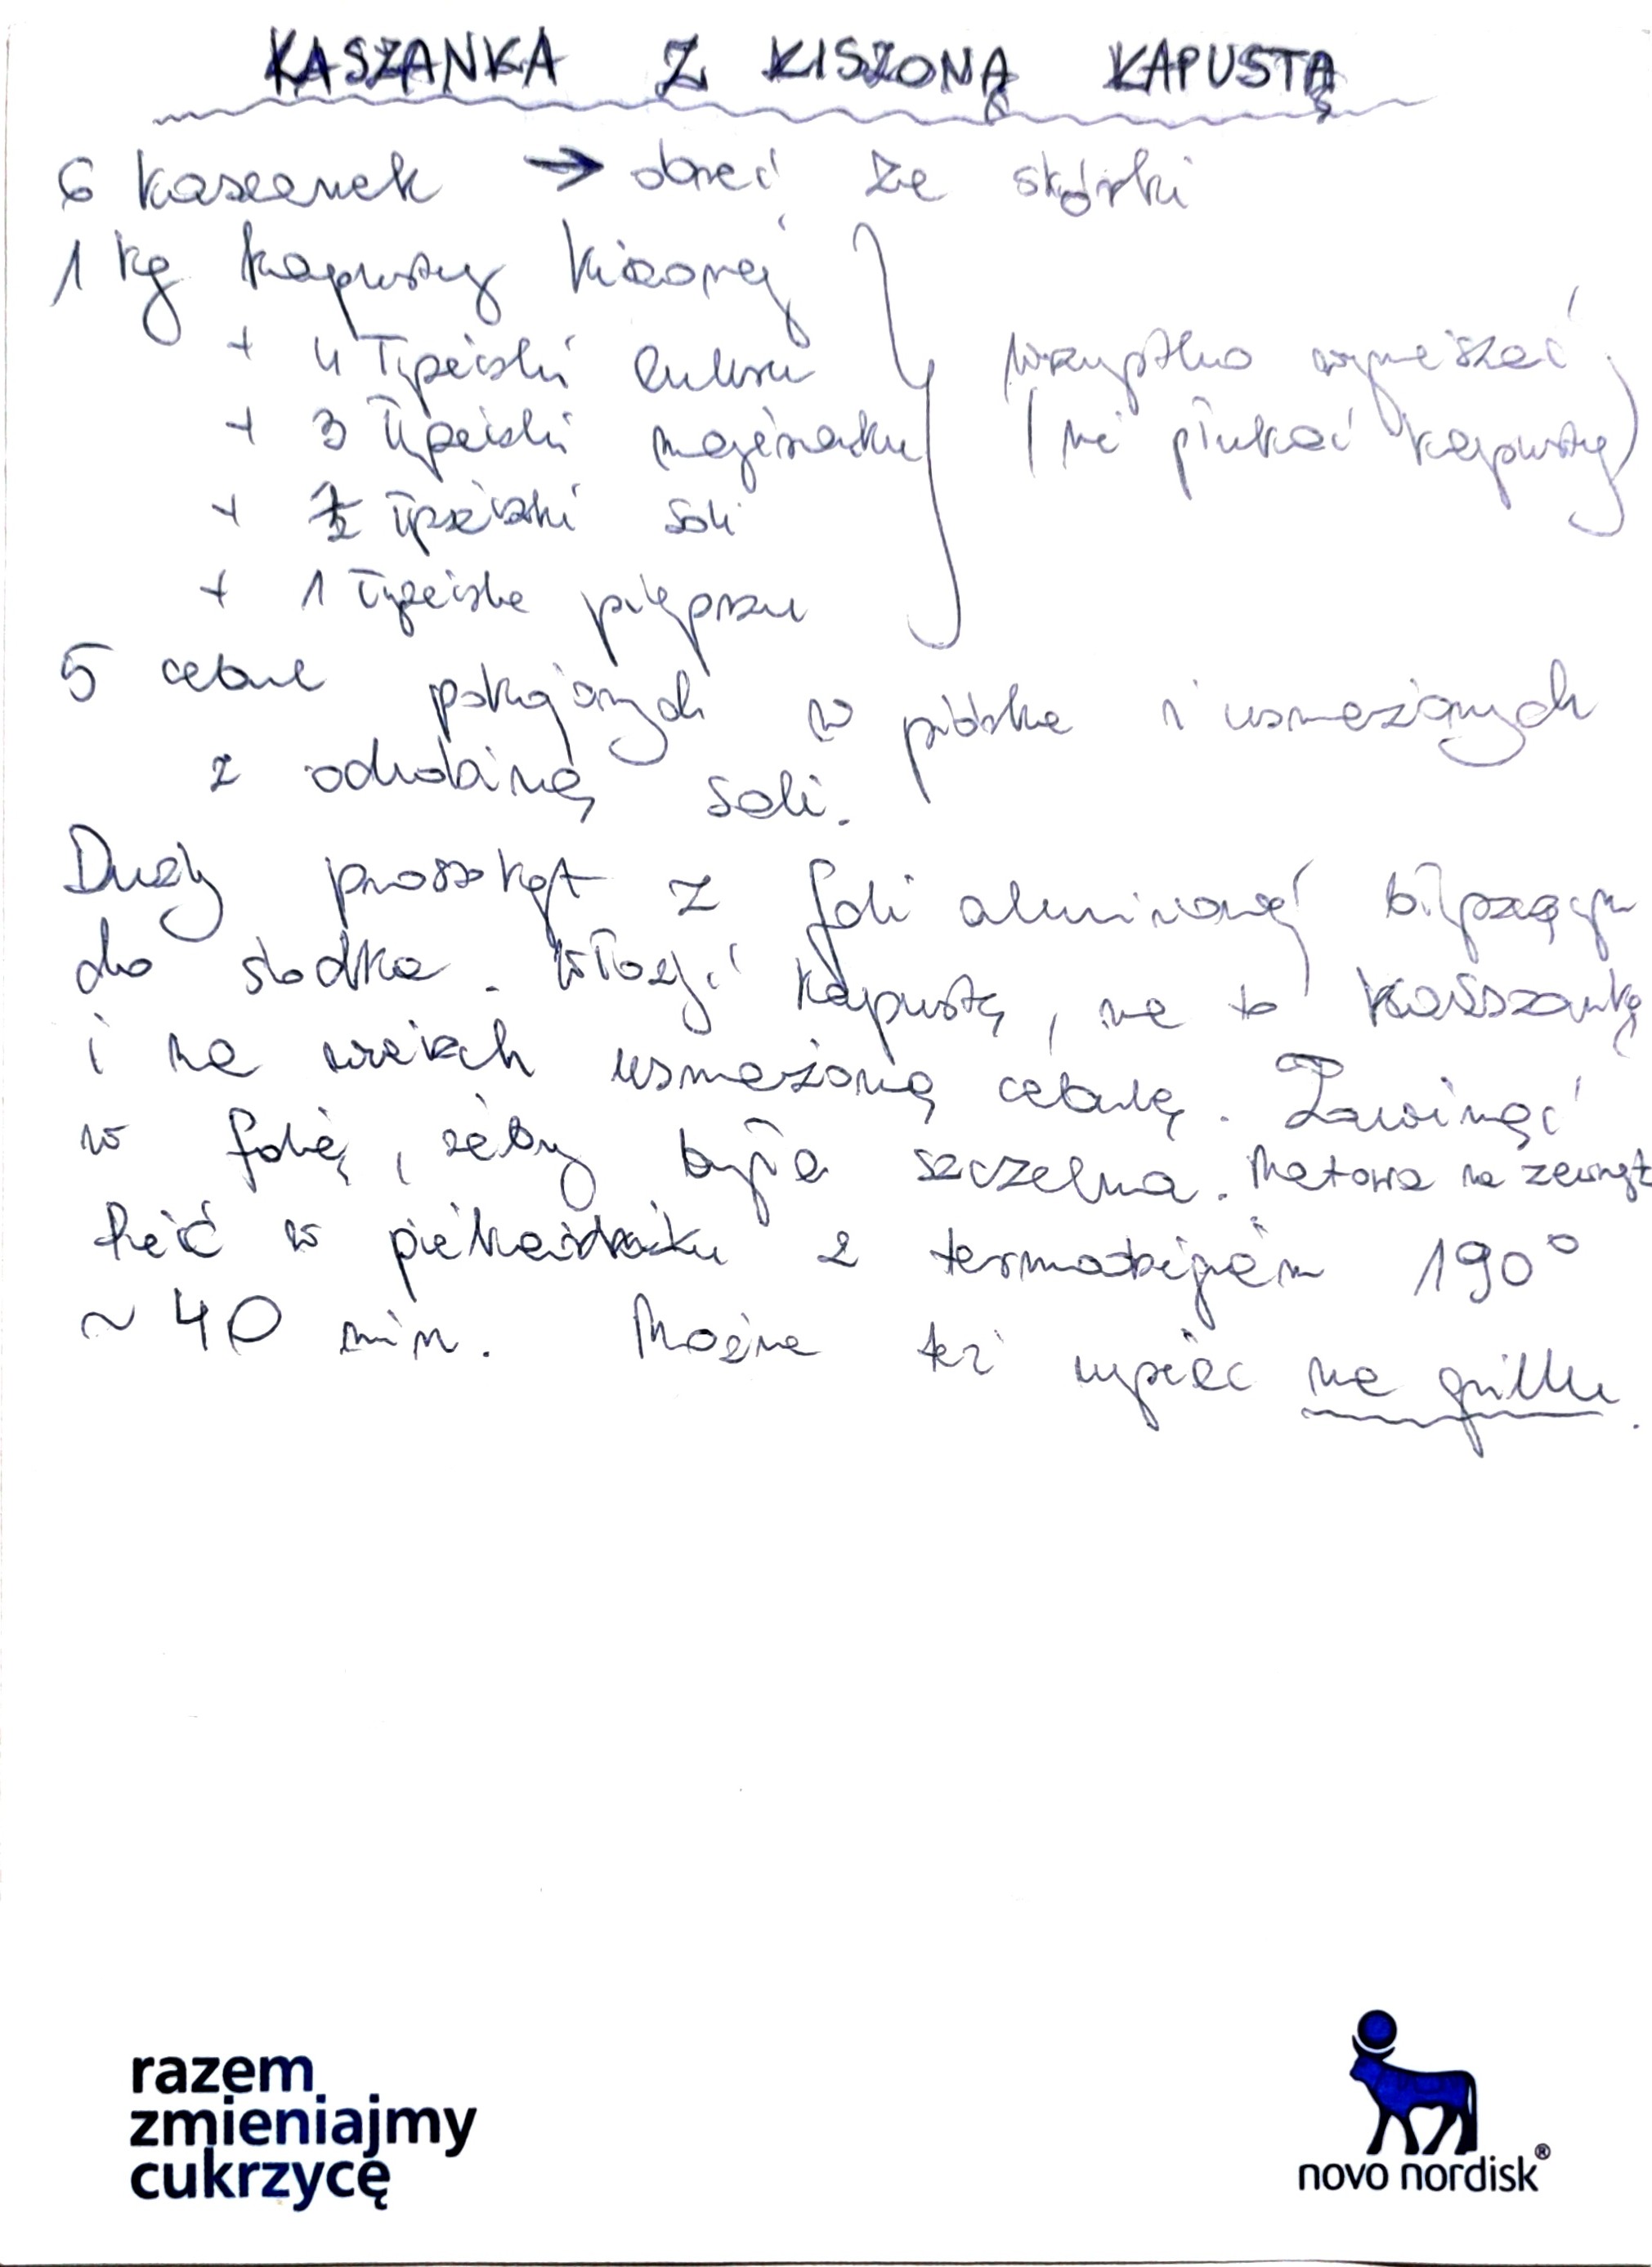 KASZANKA Z KISZONĄ KAPUSTĄ
6 kaszanek → obrać ze skórki
1 kg kapusty kiszonej
+ 4 łyżeczki cukru
wszystko wymieszać
+ 3 łyżeczki majeranku
(nie płukać kapusty)
+ ½ łyżeczki soli
+ 1 łyżeczka pieprzu
5 cebul pokrojonych w piórka i usmażonych
z odrobiną soli.
Duży prostokąt z folii aluminiowej błyszczącym
do środka. Włożyć kapustę, na to kaszankę
i na wierzch usmażoną cebulę. Zawinąć
w folię, żeby była szczelna. Matowa na zewnąt
Piec w piekarniku z termoobiegiem 190°
~ 40 min. Można też upiec na grillu.
razem
zmieniajmy
cukrzycę
novo nordisk®